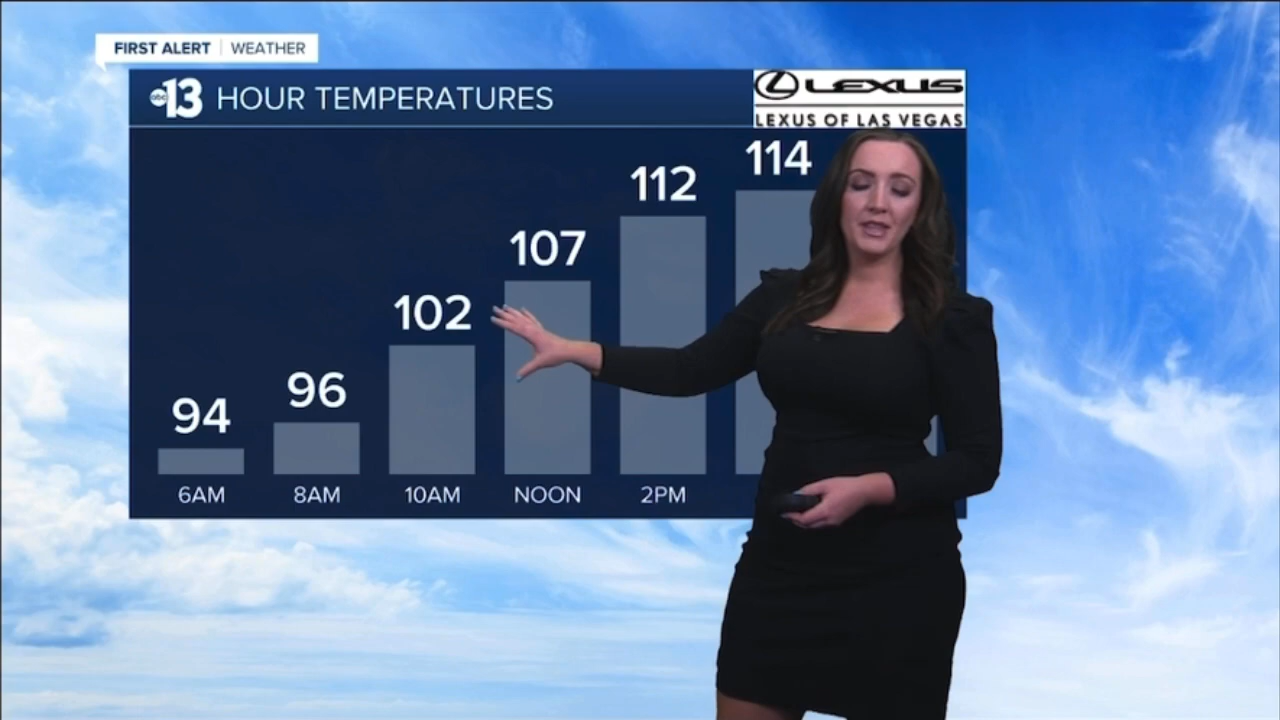 FIRST ALERT | WEATHER
abc 13 HOUR TEMPERATURES
LEXUS
LEXUS OF LAS VEGAS
94 96 102 107 112 114
6AM 8AM 10AM NOON 2PM